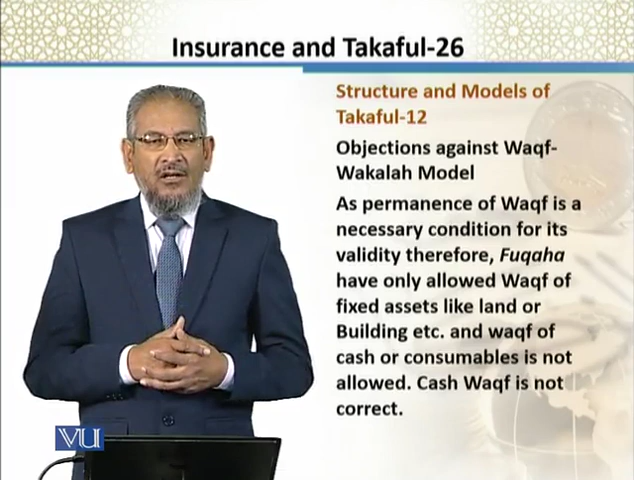 Insurance and Takaful-26
Structure and Models of
Takaful-12
Objections against Waqf-
Wakalah Model
As permanence of Waqf is a
necessary condition for its
validity therefore, Fuqaha
have only allowed Waqf of
fixed assets like land or
Building etc. and waqf of
cash or consumables is not
allowed. Cash Waqf is not
correct.
VU